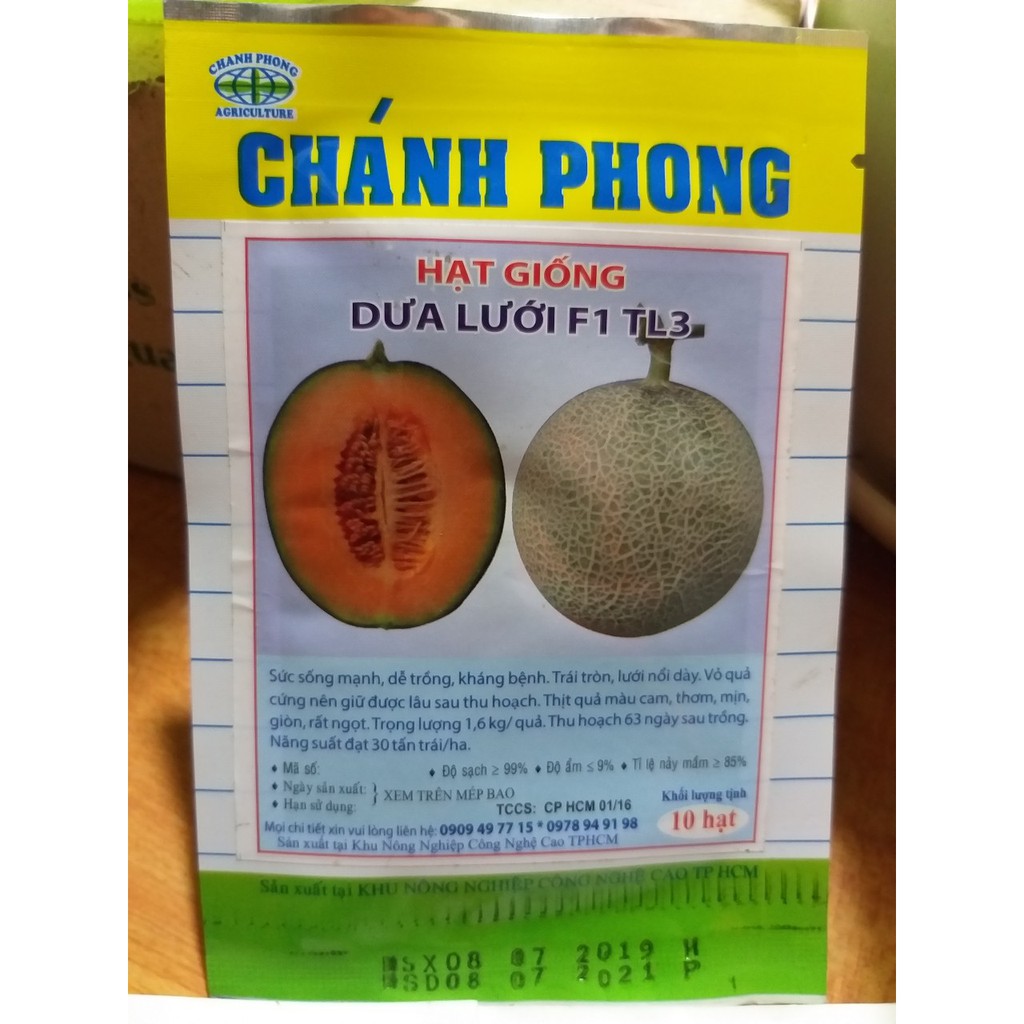 CHANH PHONG
AGRICULTURE
CHÁNH PHONG
HẠT GIỐNG
DƯA LƯỚI F1 TL3
Sức sống mạnh, dễ trồng, kháng bệnh. Trái tròn, lưới nổi dày. Vỏ quả
cứng nên giữ được lâu sau thu hoạch. Thịt quả màu cam, thơm, mịn,
giòn, rất ngọt. Trọng lượng 1,6 kg/ quả. Thu hoạch 63 ngày sau trồng.
Năng suất đạt 30 tấn trái/ha.
♦ Mã số: ♦ Độ sạch ≥ 99% ♦ Độ ẩm ≤ 9% ♦ Tỉ lệ nảy mầm ≥ 85%
♦ Ngày sản xuất:
♦ Hạn sử dụng: } XEM TRÊN MÉP BAO
TCCS: CP HCM 01/16
Khối lượng tịnh
10 hạt
Mọi chi tiết xin vui lòng liên hệ: 0909 49 77 15 * 0978 94 91 98
Sản xuất tại Khu Nông Nghiệp Công Nghệ Cao TPHCM
Sản xuất tại KHU NÔNG NGHIỆP CÔNG NGHỆ CAO TP HCM
SX08 07 2019 H
SD08 07 2021 P
1